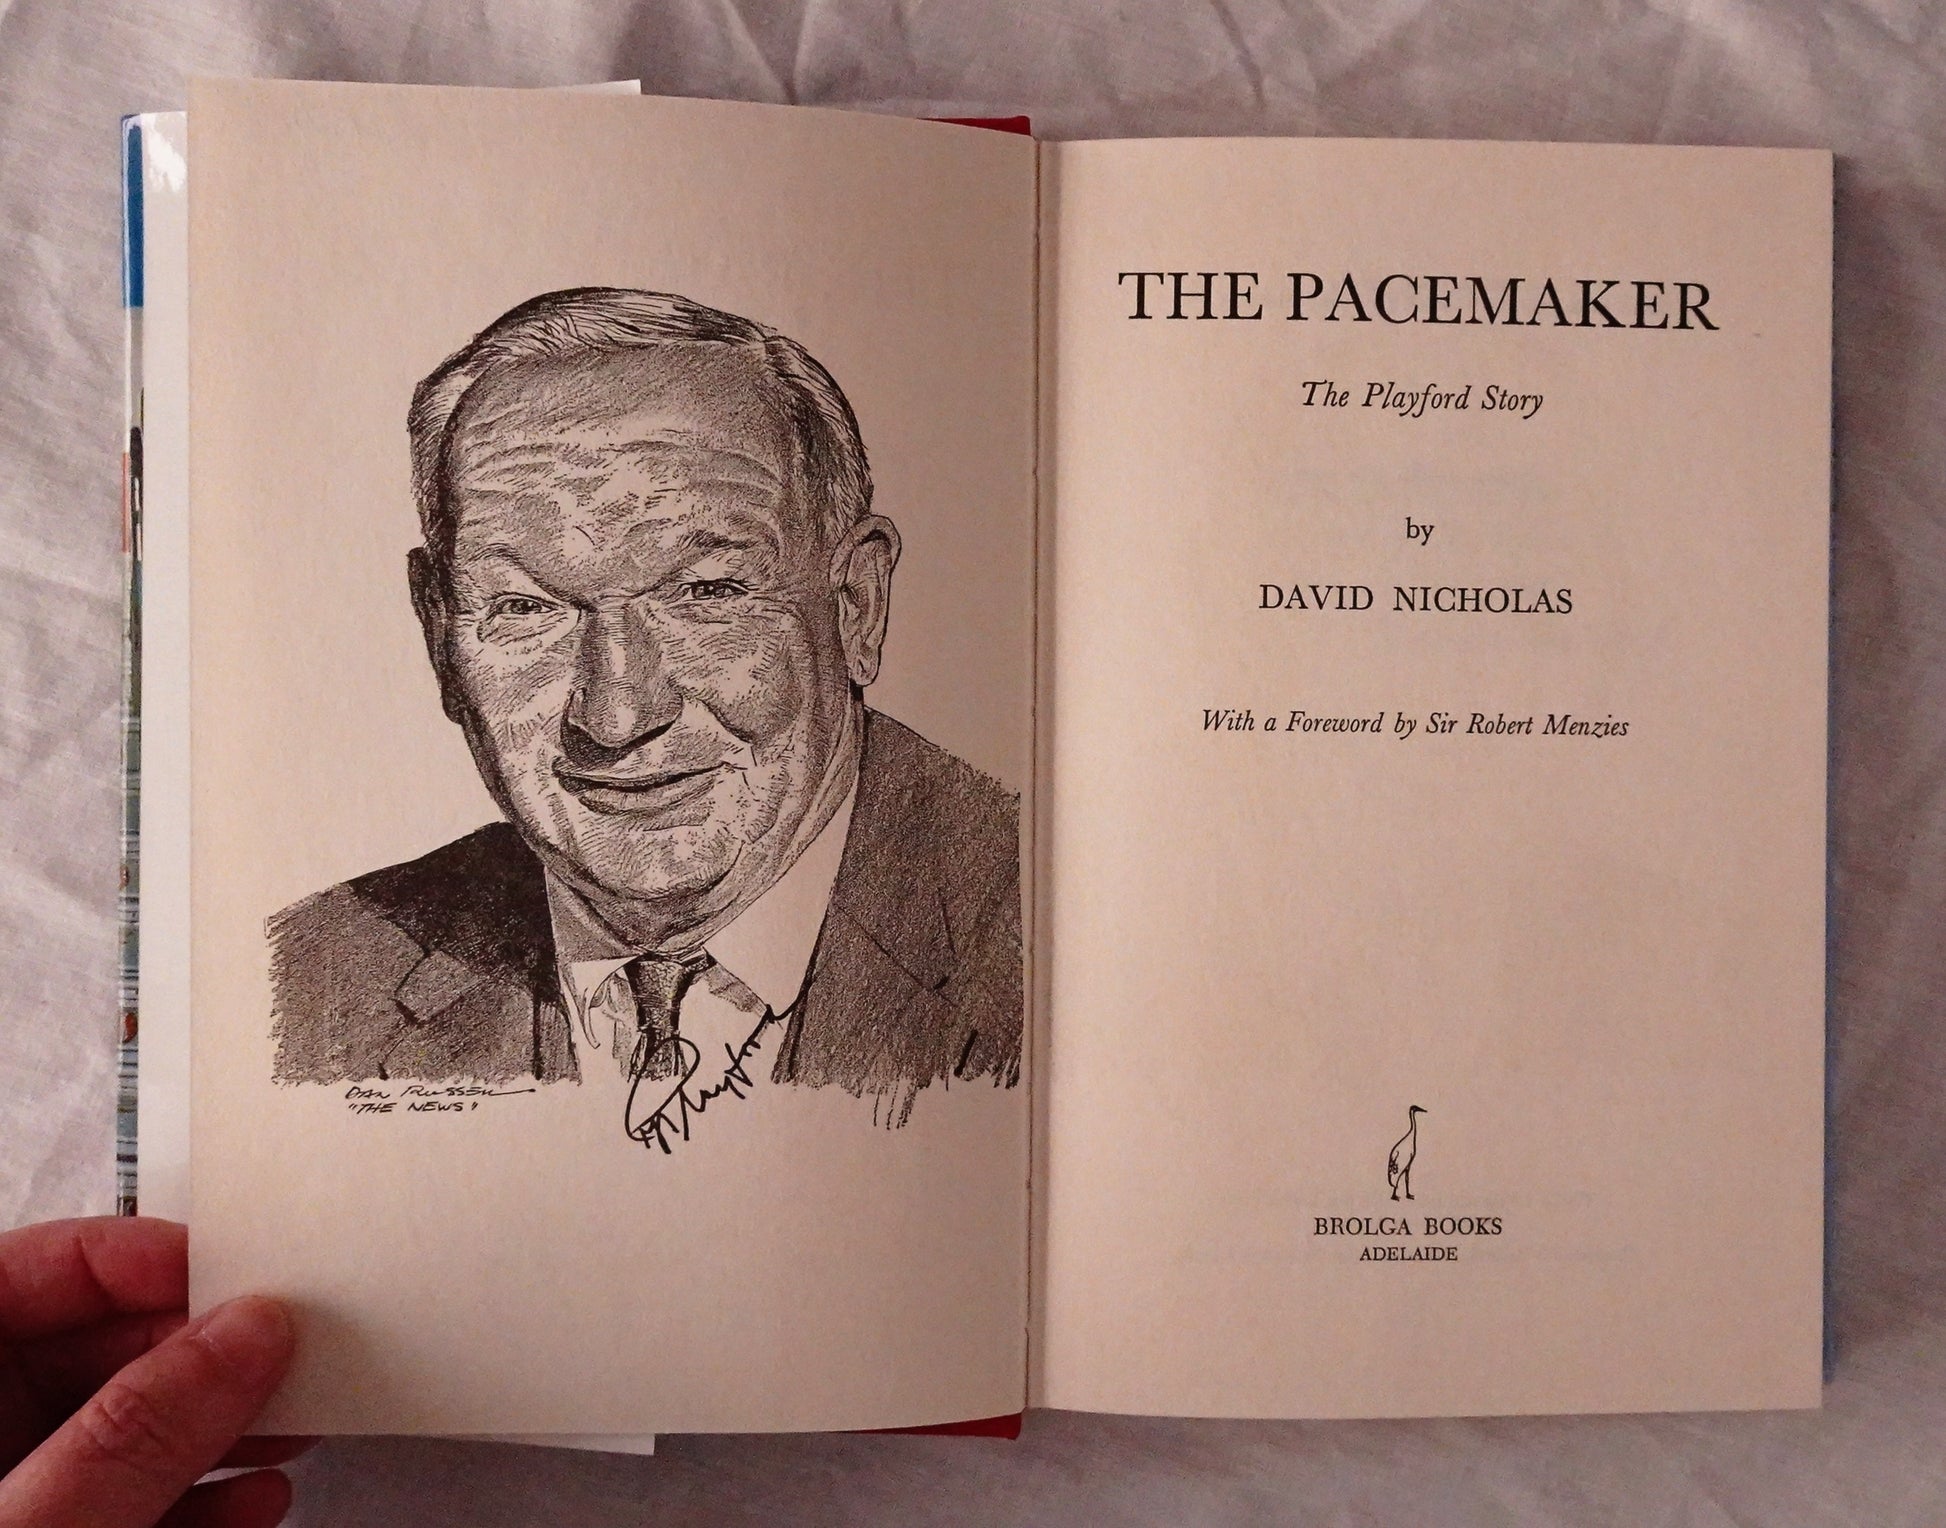 DAN RUSSELL
"THE NEWS"
Playford
THE PACEMAKER
The Playford Story
by
DAVID NICHOLAS
With a Foreword by Sir Robert Menzies
BROLGA BOOKS
ADELAIDE